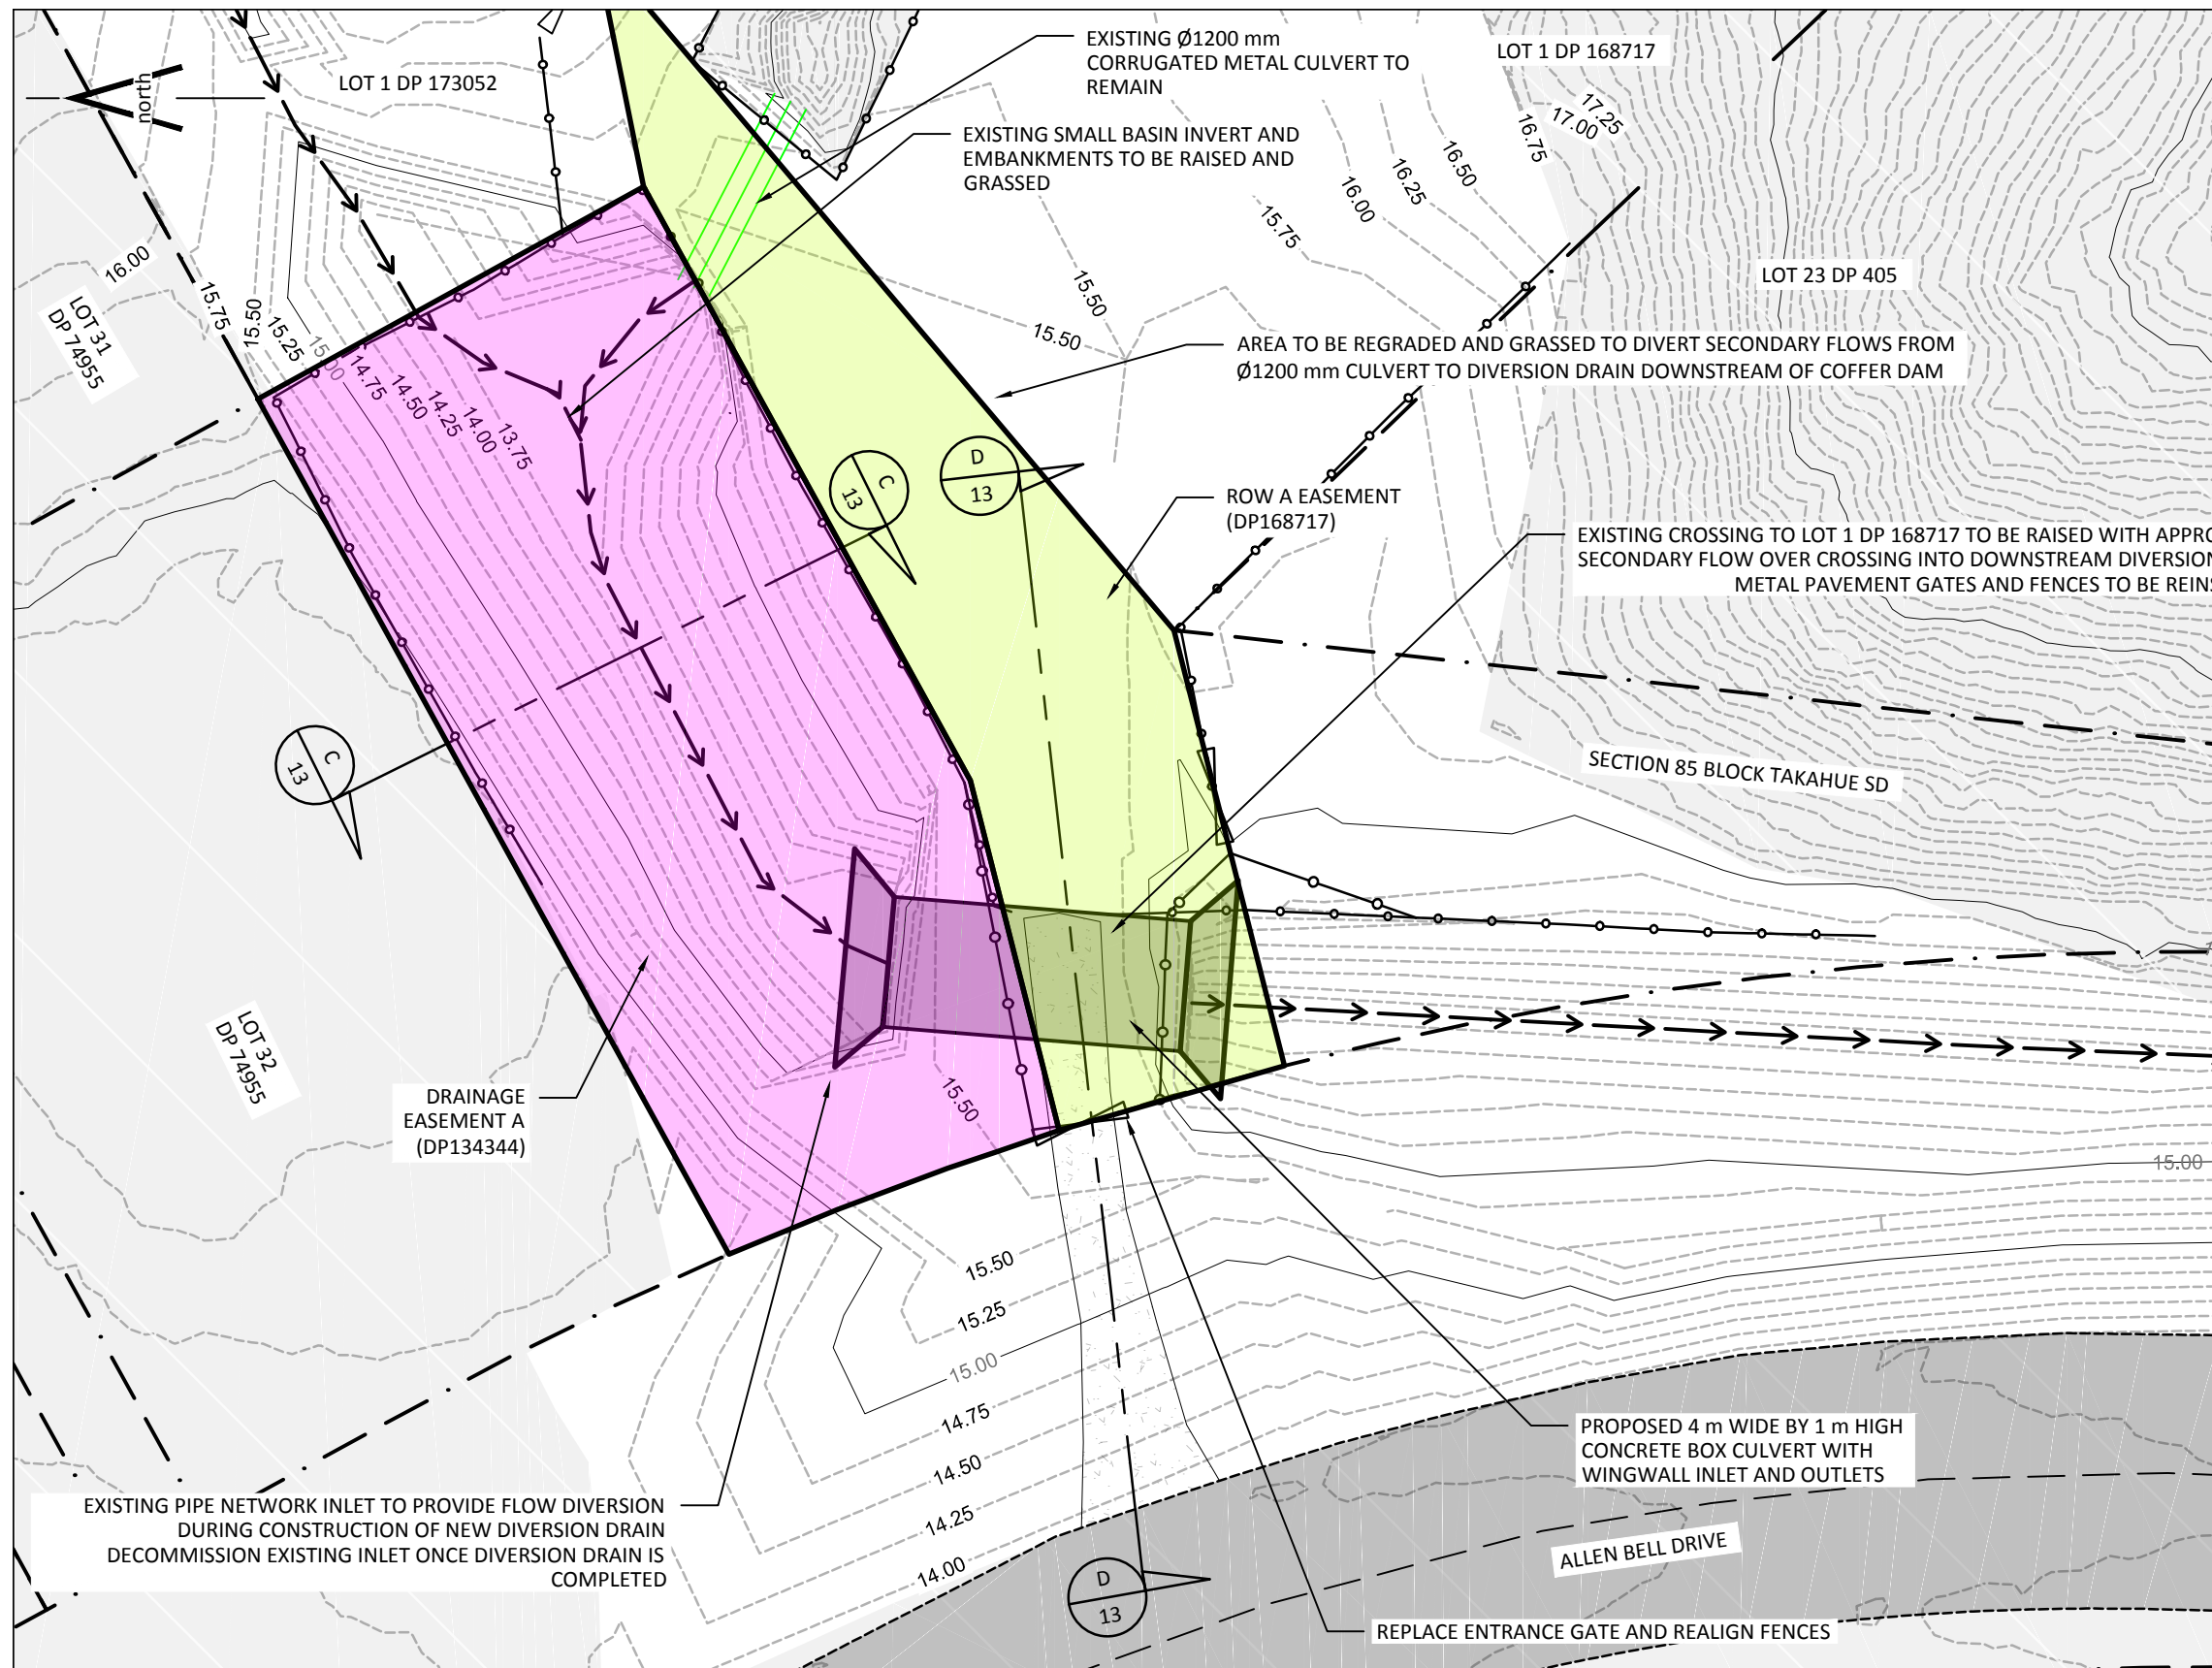 north
LOT 1 DP 173052
EXISTING Ø1200 mm
CORRUGATED METAL CULVERT TO
REMAIN
LOT 1 DP 168717
17.25
17.00
16.75
16.50
16.25
16.00
15.75
EXISTING SMALL BASIN INVERT AND
EMBANKMENTS TO BE RAISED AND
GRASSED
16.00
LOT 31
DP 74955
15.75
15.50
15.25
15.00
14.75
14.50
14.25
14.00
13.75
15.50
15.50
LOT 23 DP 405
AREA TO BE REGRADED AND GRASSED TO DIVERT SECONDARY FLOWS FROM
Ø1200 mm CULVERT TO DIVERSION DRAIN DOWNSTREAM OF COFFER DAM
C
13
D
13
ROW A EASEMENT
(DP168717)
EXISTING CROSSING TO LOT 1 DP 168717 TO BE RAISED WITH APPRO
SECONDARY FLOW OVER CROSSING INTO DOWNSTREAM DIVERSION
METAL PAVEMENT GATES AND FENCES TO BE REINS
C
13
SECTION 85 BLOCK TAKAHUE SD
LOT 32
DP 74955
DRAINAGE
EASEMENT A
(DP134344)
15.50
15.00
15.50
15.25
15.00
14.75
14.50
14.25
14.00
PROPOSED 4 m WIDE BY 1 m HIGH
CONCRETE BOX CULVERT WITH
WINGWALL INLET AND OUTLETS
EXISTING PIPE NETWORK INLET TO PROVIDE FLOW DIVERSION
DURING CONSTRUCTION OF NEW DIVERSION DRAIN
DECOMMISSION EXISTING INLET ONCE DIVERSION DRAIN IS
COMPLETED
ALLEN BELL DRIVE
D
13
REPLACE ENTRANCE GATE AND REALIGN FENCES